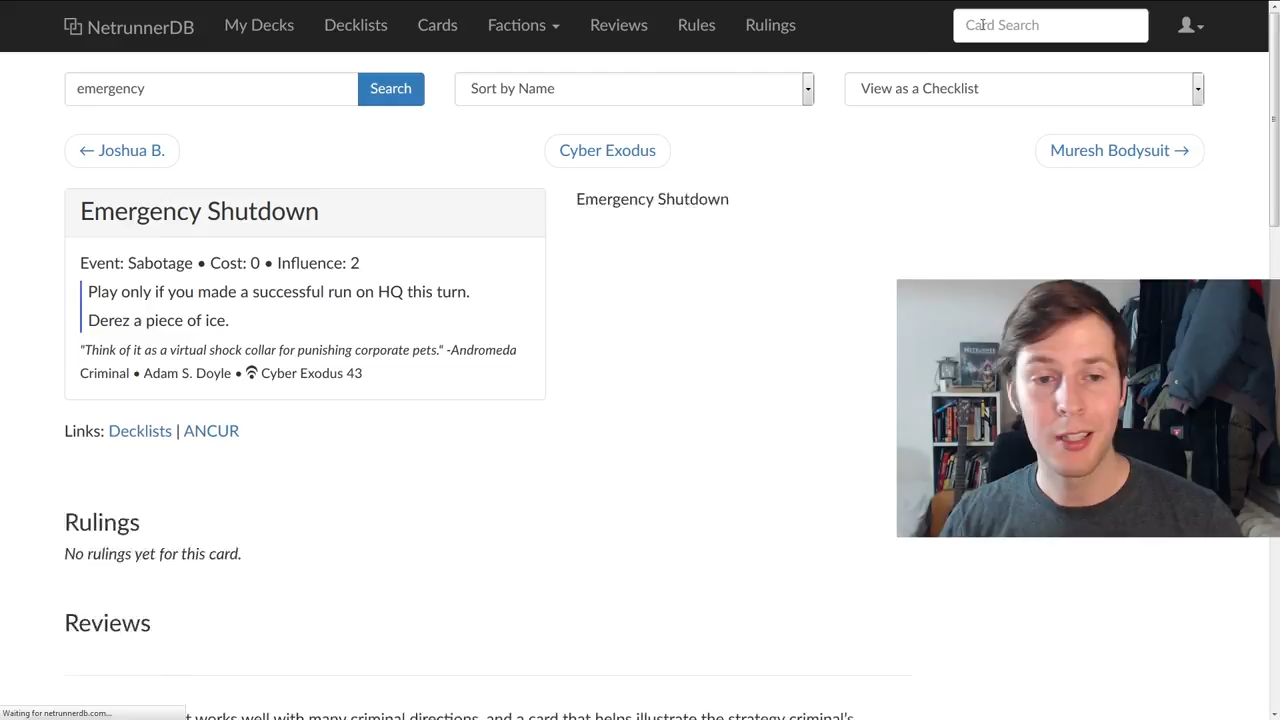 NetrunnerDB My Decks Decklists Cards Factions Reviews Rules Rulings Card Search
emergency Search Sort by Name View as a Checklist
← Joshua B. Cyber Exodus Muresh Bodysuit →
Emergency Shutdown
Emergency Shutdown
Event: Sabotage • Cost: 0 • Influence: 2
Play only if you made a successful run on HQ this turn.
Derez a piece of ice.
"Think of it as a virtual shock collar for punishing corporate pets." -Andromeda
Criminal • Adam S. Doyle • Cyber Exodus 43
Links: Decklists | ANCUR
Rulings
No rulings yet for this card.
Reviews
Waiting for netrunnerdb.com...
t works well with many criminal directions, and a card that helps illustrate the strategy criminal's
NETRUNNER